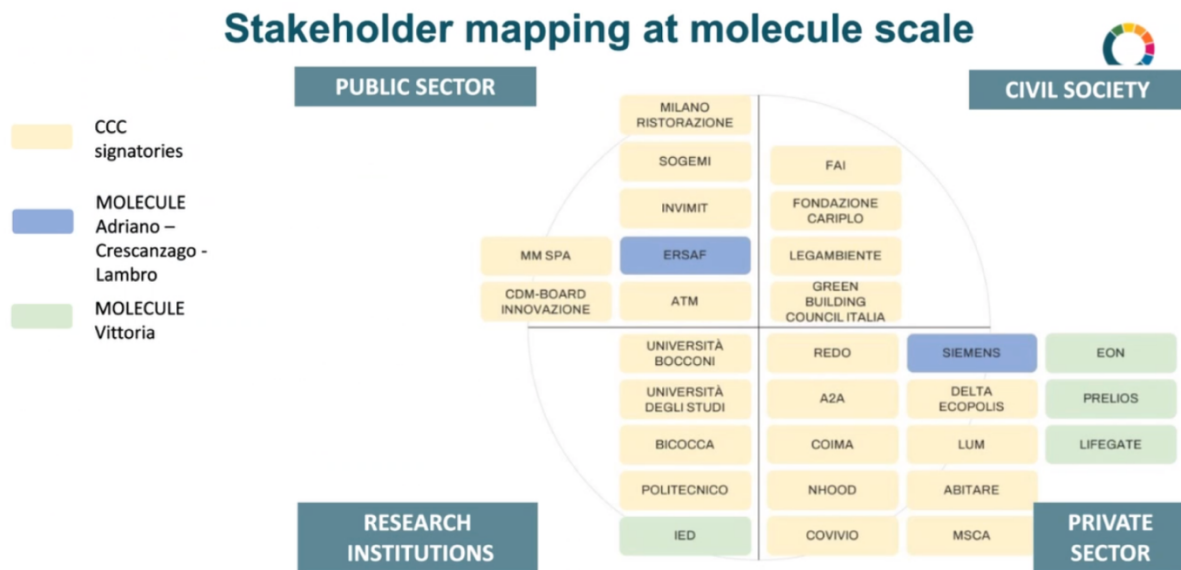 Stakeholder mapping at molecule scale
PUBLIC SECTOR
CIVIL SOCIETY
CCC
signatories
MOLECULE
Adriano –
Crescanzago -
Lambro
MOLECULE
Vittoria
MILANO
RISTORAZIONE
SOGEMI
INVIMIT
MM SPA
ERSAF
CDM-BOARD
INNOVAZIONE
ATM
FAI
FONDAZIONE
CARIPLO
LEGAMBIENTE
GREEN
BUILDING
COUNCIL ITALIA
UNIVERSITÀ
BOCCONI
UNIVERSITÀ
DEGLI STUDI
BICOCCA
POLITECNICO
IED
REDO
SIEMENS
EON
A2A
DELTA
ECOPOLIS
PRELIOS
COIMA
LUM
LIFEGATE
NHOOD
ABITARE
COVIVIO
MSCA
RESEARCH
INSTITUTIONS
PRIVATE
SECTOR